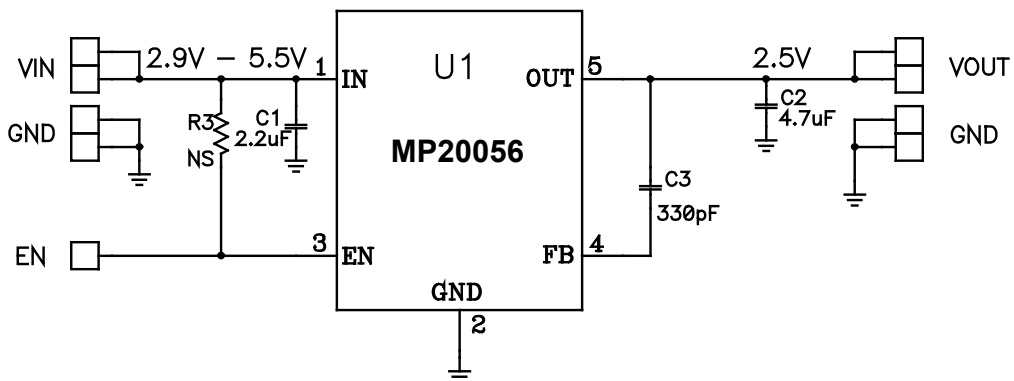 VIN
2.9V - 5.5V
1
IN
U1
OUT
5
2.5V
VOUT
GND
R3
NS
C1
2.2uF
MP20056
C2
4.7uF
GND
C3
330pF
EN
3
EN
FB
4
GND
2